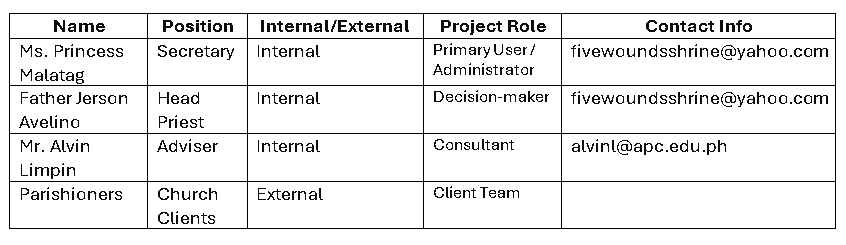 Name Position Internal/External Project Role Contact Info
Ms. Princess Malatag Secretary Internal Primary User / Administrator fivewoundsshrine@yahoo.com
Father Jerson Avelino Head Priest Internal Decision-maker fivewoundsshrine@yahoo.com
Mr. Alvin Limpin Adviser Internal Consultant alvinl@apc.edu.ph
Parishioners Church Clients External Client Team